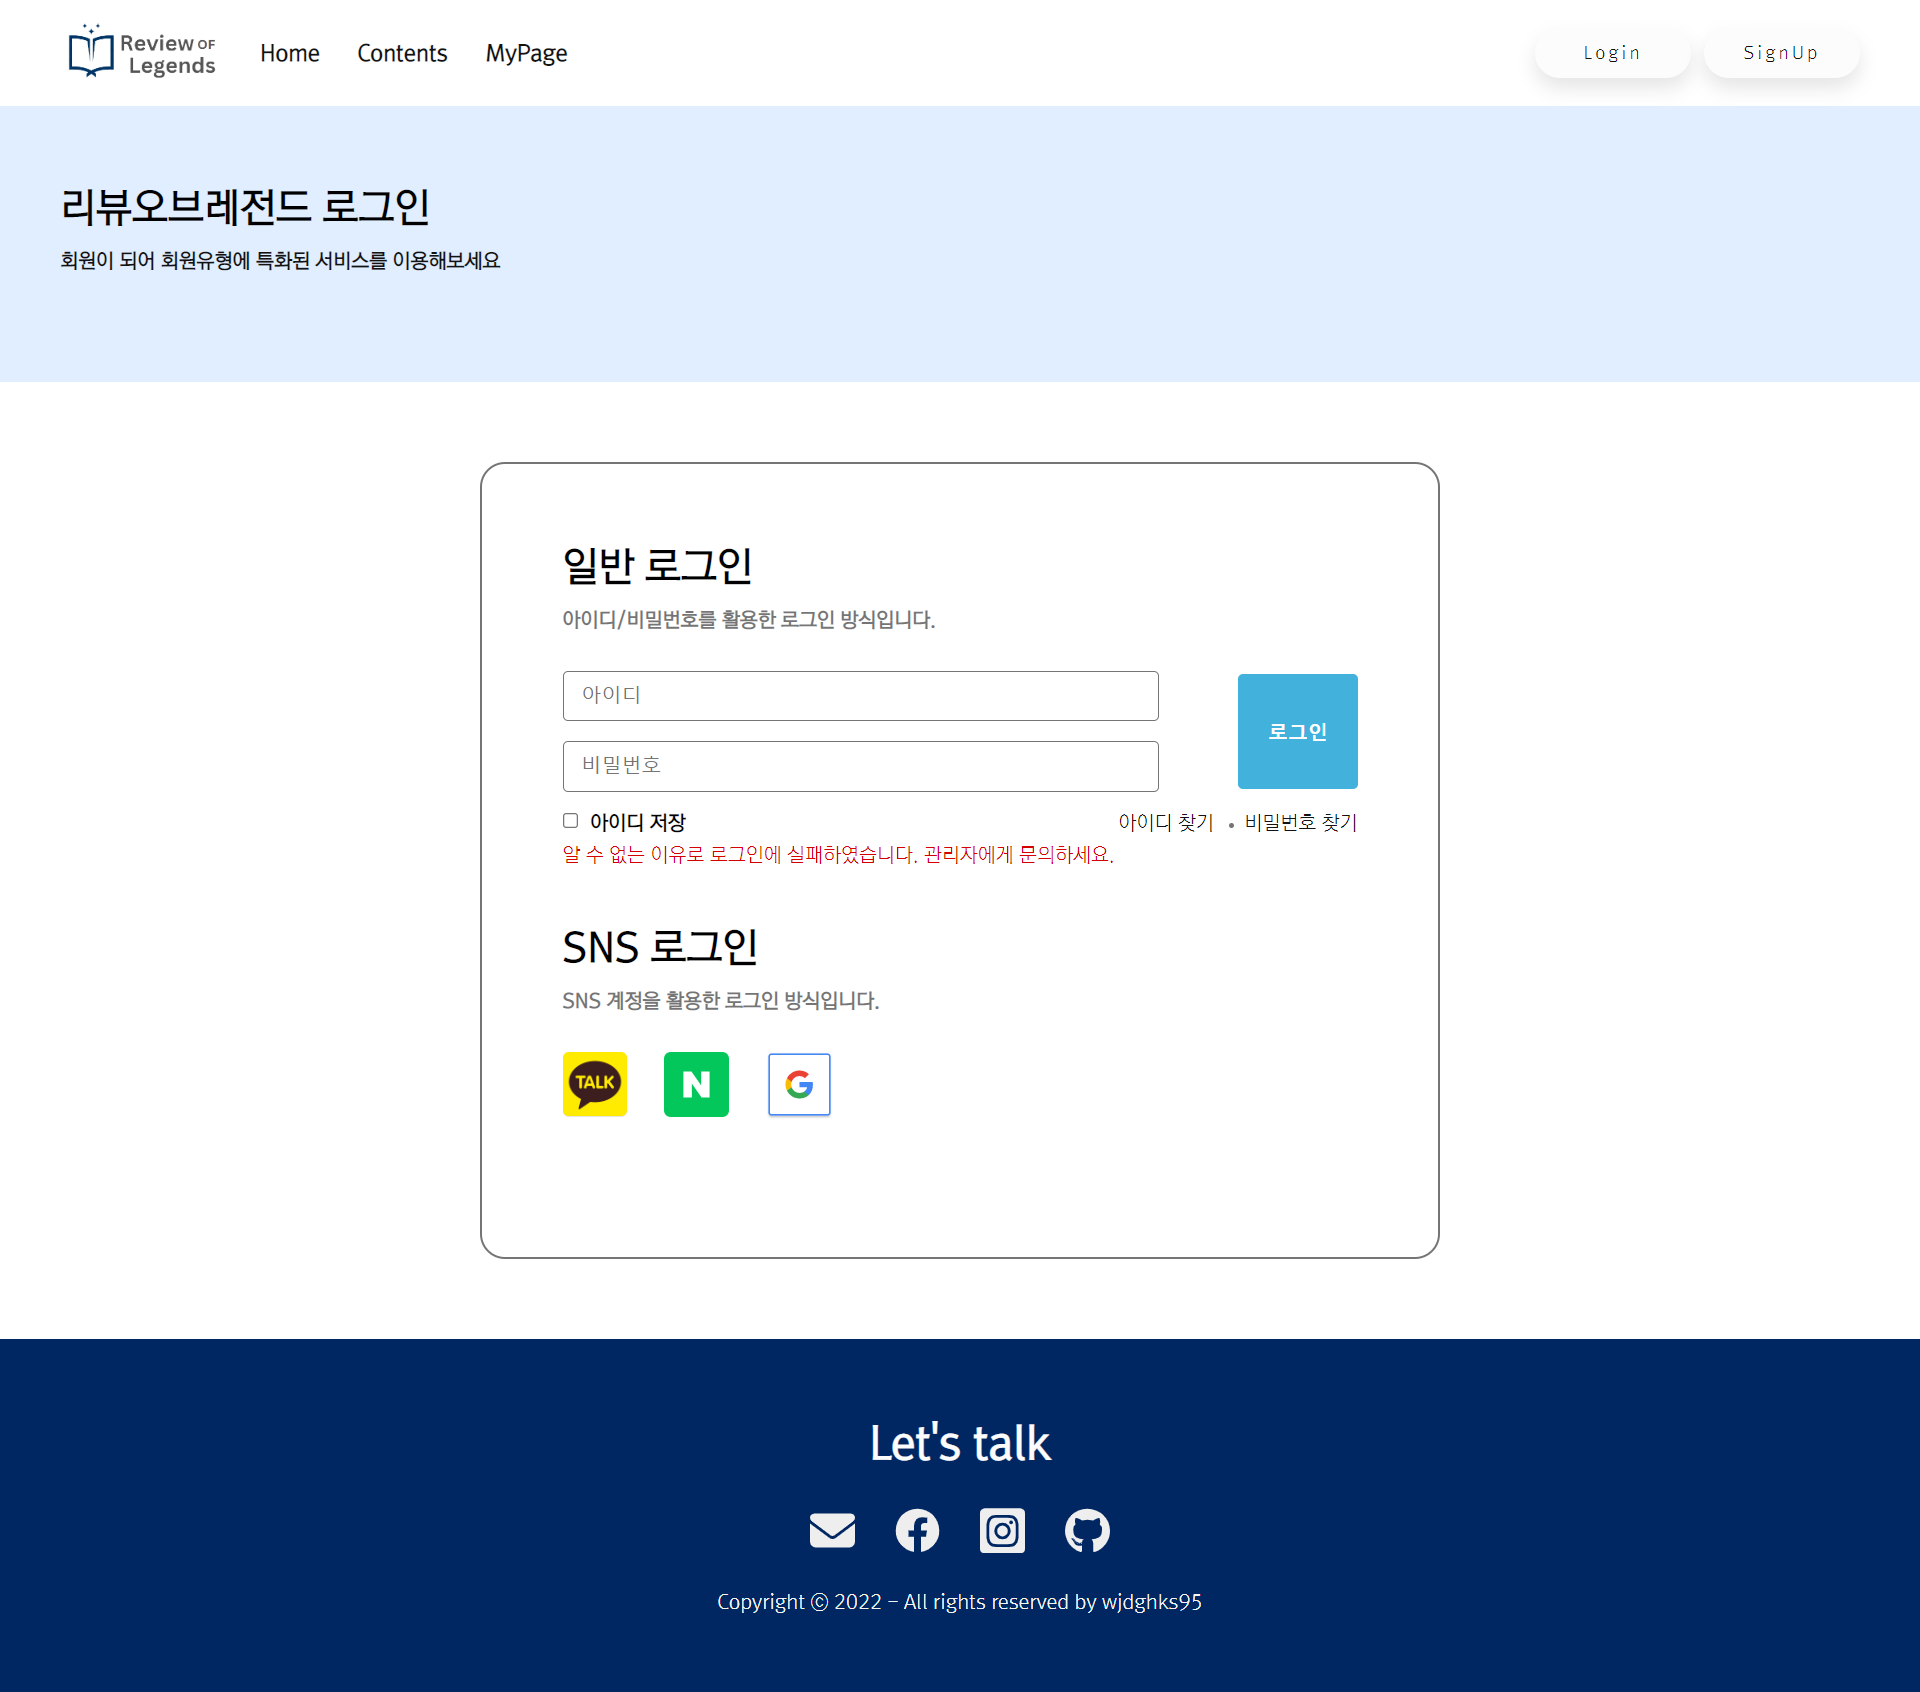 Review OF
Legends
Home
Contents
MyPage
Login
SignUp
리뷰오브레전드 로그인
회원이 되어 회원유형에 특화된 서비스를 이용해보세요
일반 로그인
아이디/비밀번호를 활용한 로그인 방식입니다.
아이디
비밀번호
로그인
아이디 저장
아이디 찾기 • 비밀번호 찾기
알 수 없는 이유로 로그인에 실패하였습니다. 관리자에게 문의하세요.
SNS 로그인
SNS 계정을 활용한 로그인 방식입니다.
TALK
N
G
Let's talk
Copyright ⓒ 2022 – All rights reserved by wjdghks95